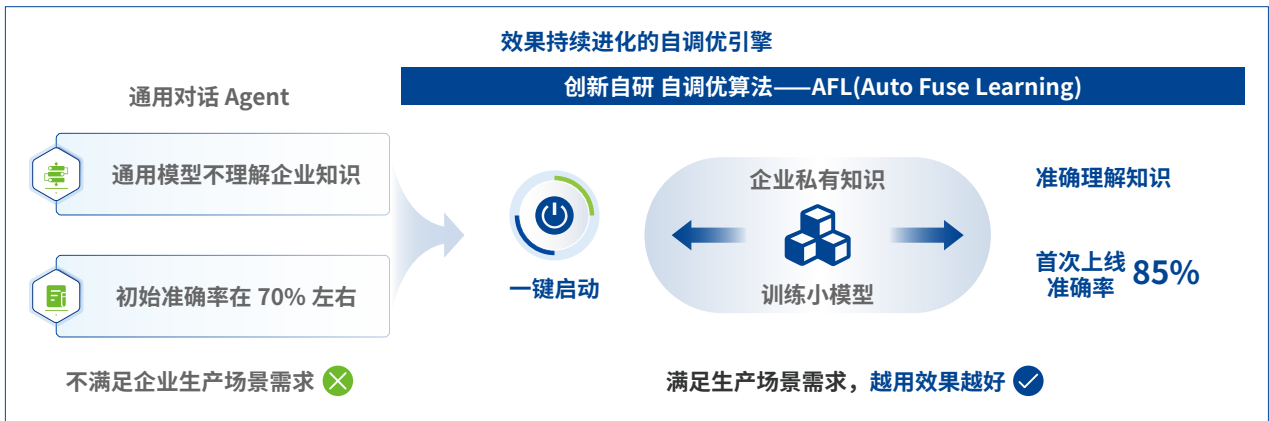 效果持续进化的自调优引擎
通用对话 Agent
创新自研 自调优算法——AFL(Auto Fuse Learning)
通用模型不理解企业知识
初始准确率在 70% 左右
不满足企业生产场景需求
一键启动
企业私有知识
训练小模型
准确理解知识
首次上线
准确率
85%
满足生产场景需求，越用效果越好